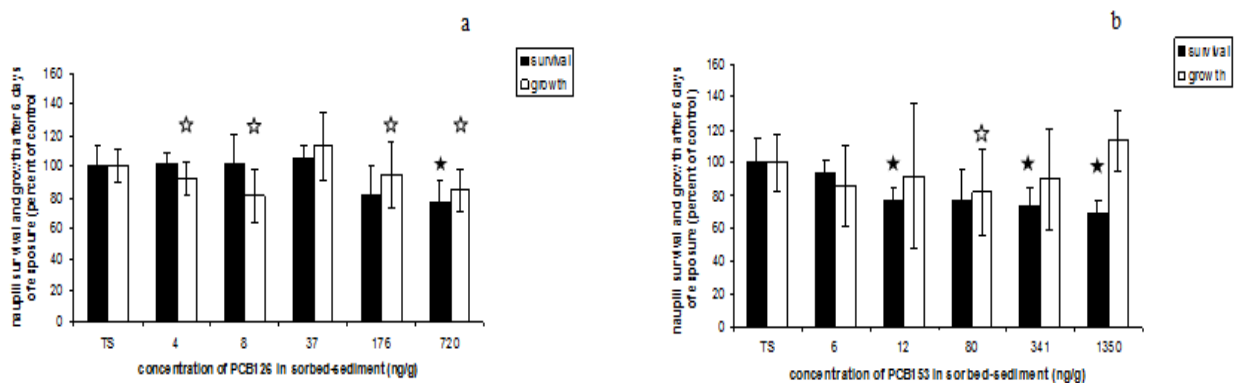 a
survival
growth
nauplii survival and growth after 6 days
of exposure (percent of control)
160
140
120
100
80
60
40
20
0
TS 4 8 37 176 720
concentration of PCB126 in sorbed-sediment (ng/g)
b
survival
growth
nauplii survival and growth after 6 days
of exposure (percent of control)
160
140
120
100
80
60
40
20
0
TS 6 12 80 341 1350
concentration of PCB153 in sorbed-sediment (ng/g)